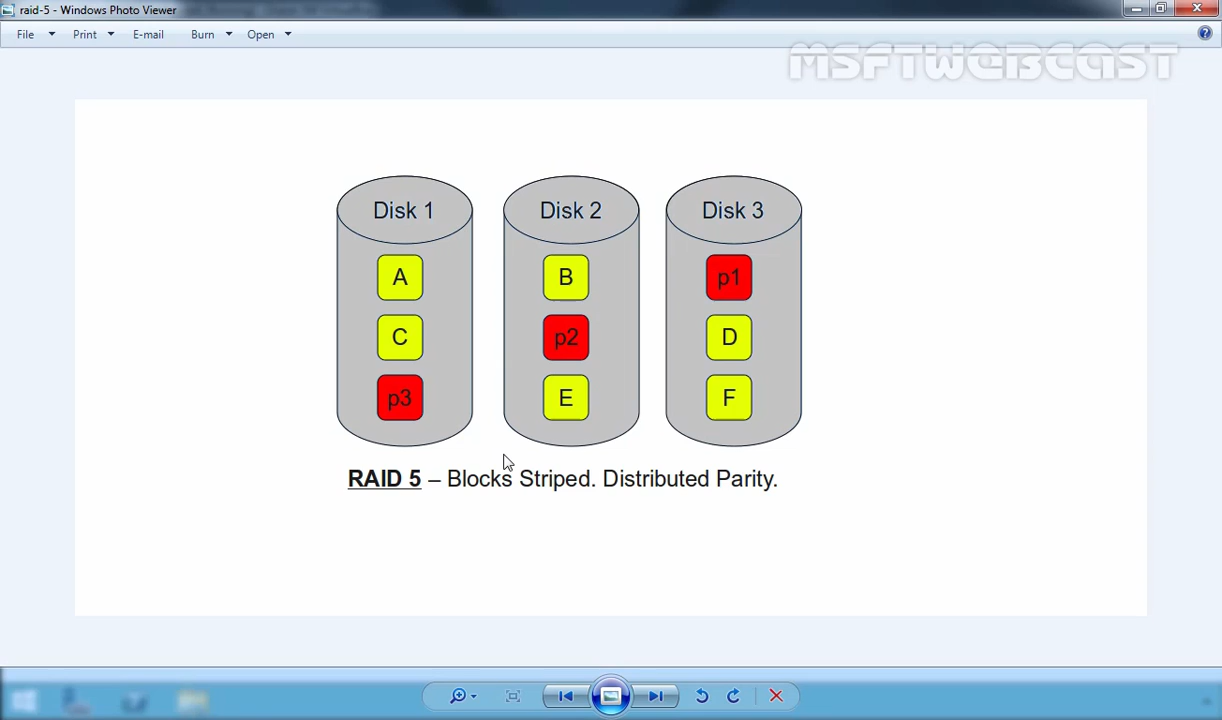 raid-5 - Windows Photo Viewer
File Print E-mail Burn Open
MSFTWEBCAST
Disk 1 Disk 2 Disk 3
A B p1
C p2 D
p3 E F
RAID 5 – Blocks Striped. Distributed Parity.